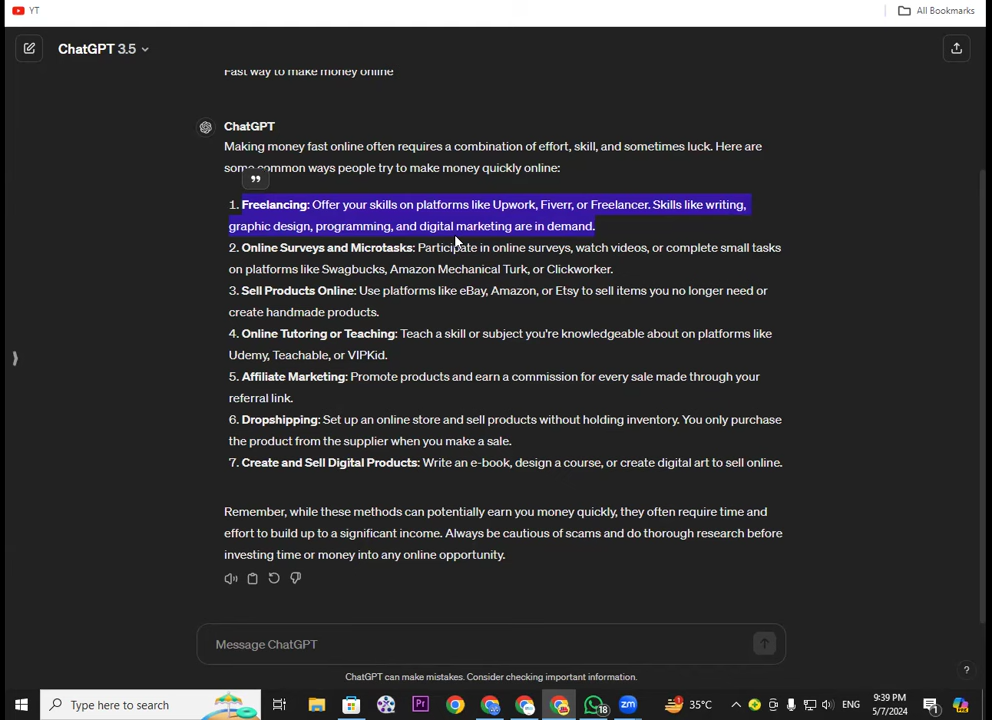 YT
All Bookmarks
ChatGPT 3.5
Fast way to make money online
ChatGPT
Making money fast online often requires a combination of effort, skill, and sometimes luck. Here are
some common ways people try to make money quickly online:
1. Freelancing: Offer your skills on platforms like Upwork, Fiverr, or Freelancer. Skills like writing,
graphic design, programming, and digital marketing are in demand.
2. Online Surveys and Microtasks: Participate in online surveys, watch videos, or complete small tasks
on platforms like Swagbucks, Amazon Mechanical Turk, or Clickworker.
3. Sell Products Online: Use platforms like eBay, Amazon, or Etsy to sell items you no longer need or
create handmade products.
4. Online Tutoring or Teaching: Teach a skill or subject you're knowledgeable about on platforms like
Udemy, Teachable, or VIPKid.
5. Affiliate Marketing: Promote products and earn a commission for every sale made through your
referral link.
6. Dropshipping: Set up an online store and sell products without holding inventory. You only purchase
the product from the supplier when you make a sale.
7. Create and Sell Digital Products: Write an e-book, design a course, or create digital art to sell online.
Remember, while these methods can potentially earn you money quickly, they often require time and
effort to build up to a significant income. Always be cautious of scams and do thorough research before
investing time or money into any online opportunity.
Message ChatGPT
ChatGPT can make mistakes. Consider checking important information.
?
Type here to search
Pr
18
35°C
ENG
9:39 PM
5/7/2024
1